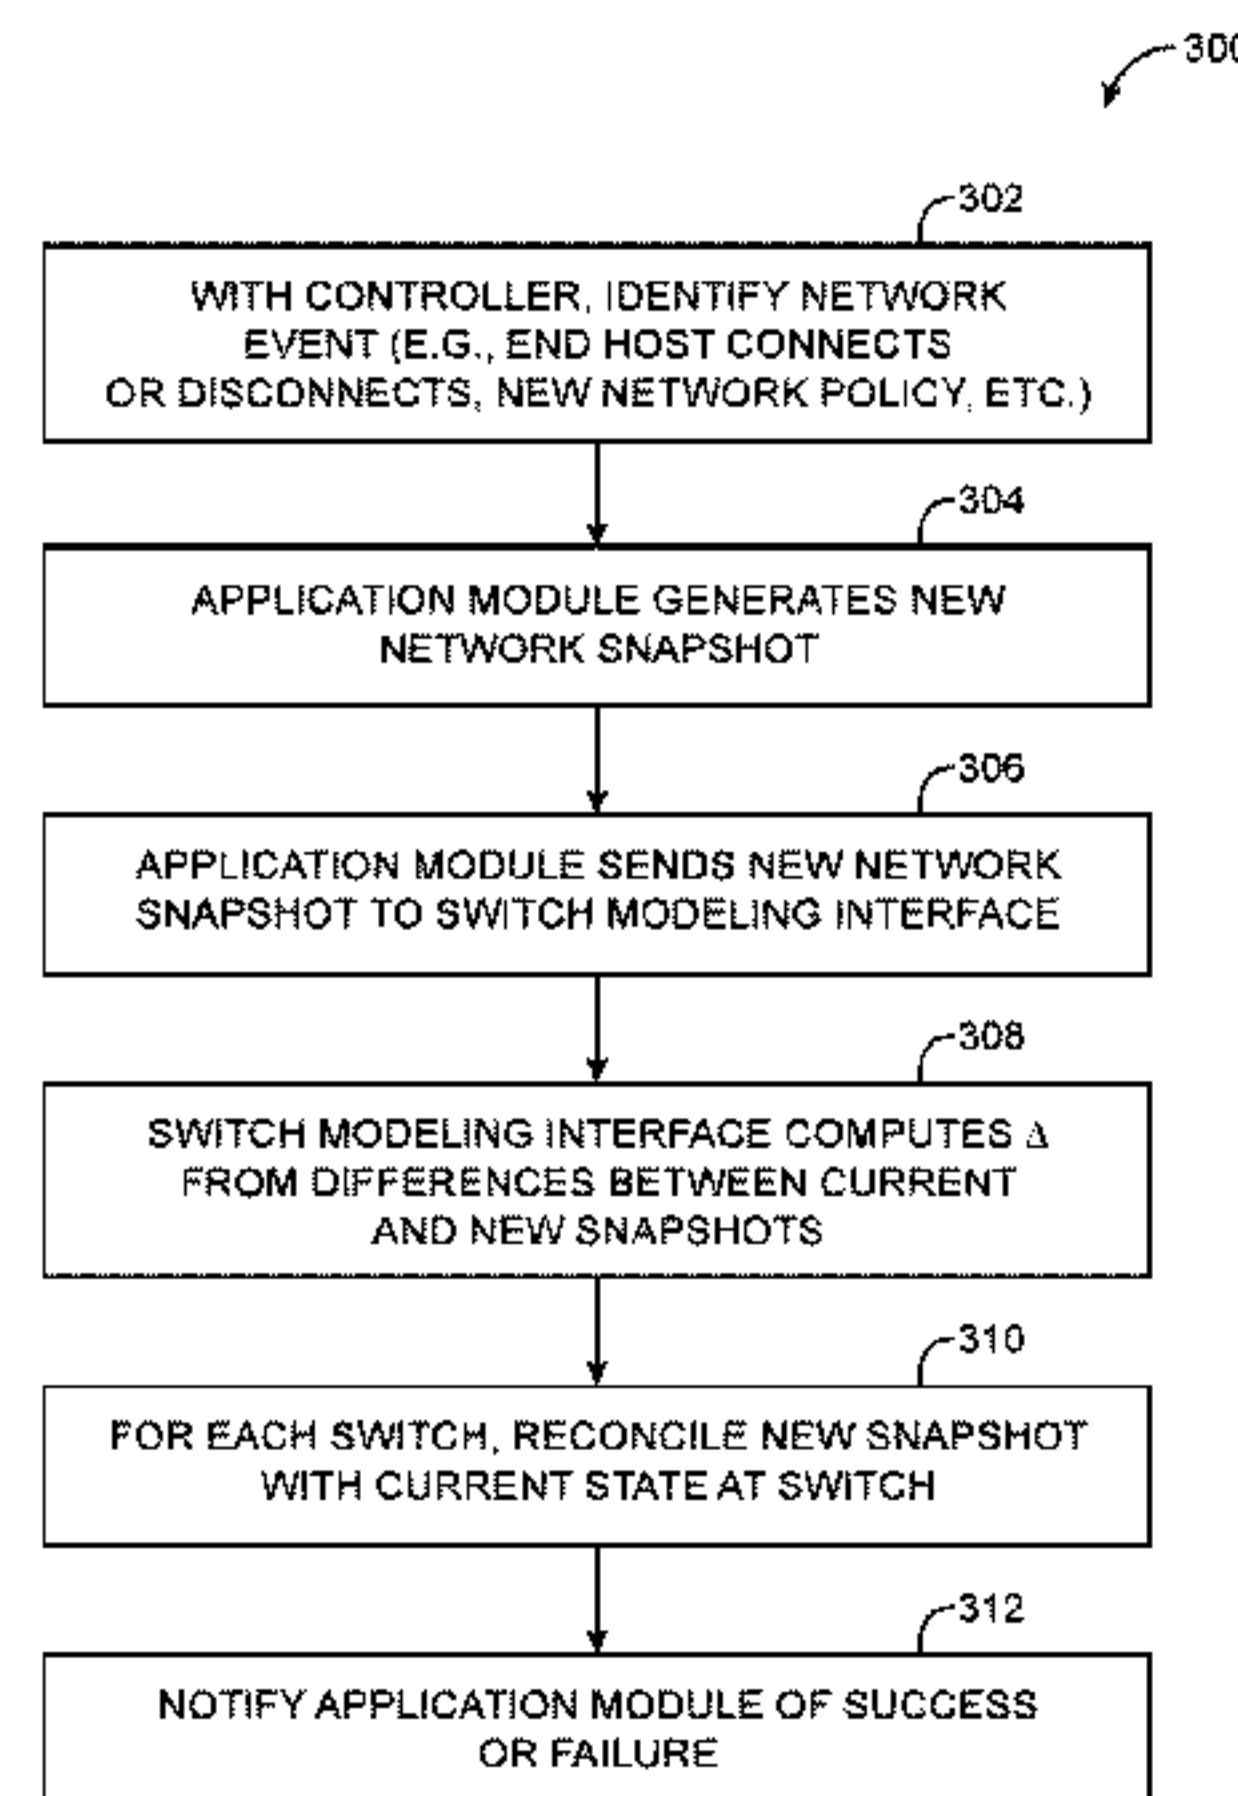 300
302
WITH CONTROLLER, IDENTIFY NETWORK
EVENT (E.G., END HOST CONNECTS
OR DISCONNECTS, NEW NETWORK POLICY, ETC.)
304
APPLICATION MODULE GENERATES NEW
NETWORK SNAPSHOT
306
APPLICATION MODULE SENDS NEW NETWORK
SNAPSHOT TO SWITCH MODELING INTERFACE
308
SWITCH MODELING INTERFACE COMPUTES Δ
FROM DIFFERENCES BETWEEN CURRENT
AND NEW SNAPSHOTS
310
FOR EACH SWITCH, RECONCILE NEW SNAPSHOT
WITH CURRENT STATE AT SWITCH
312
NOTIFY APPLICATION MODULE OF SUCCESS
OR FAILURE